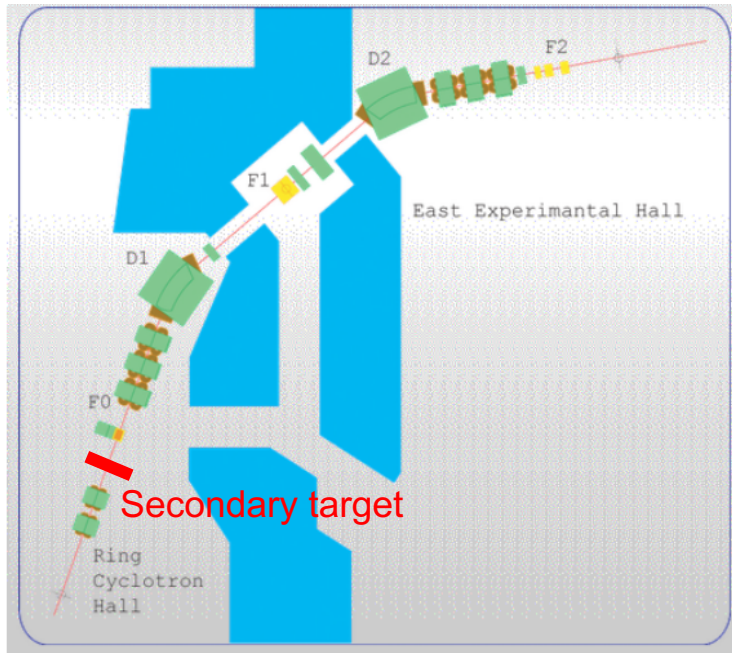 D2
F2
F1
East Experimantal Hall
D1
F0
Secondary target
Ring
Cyclotron
Hall